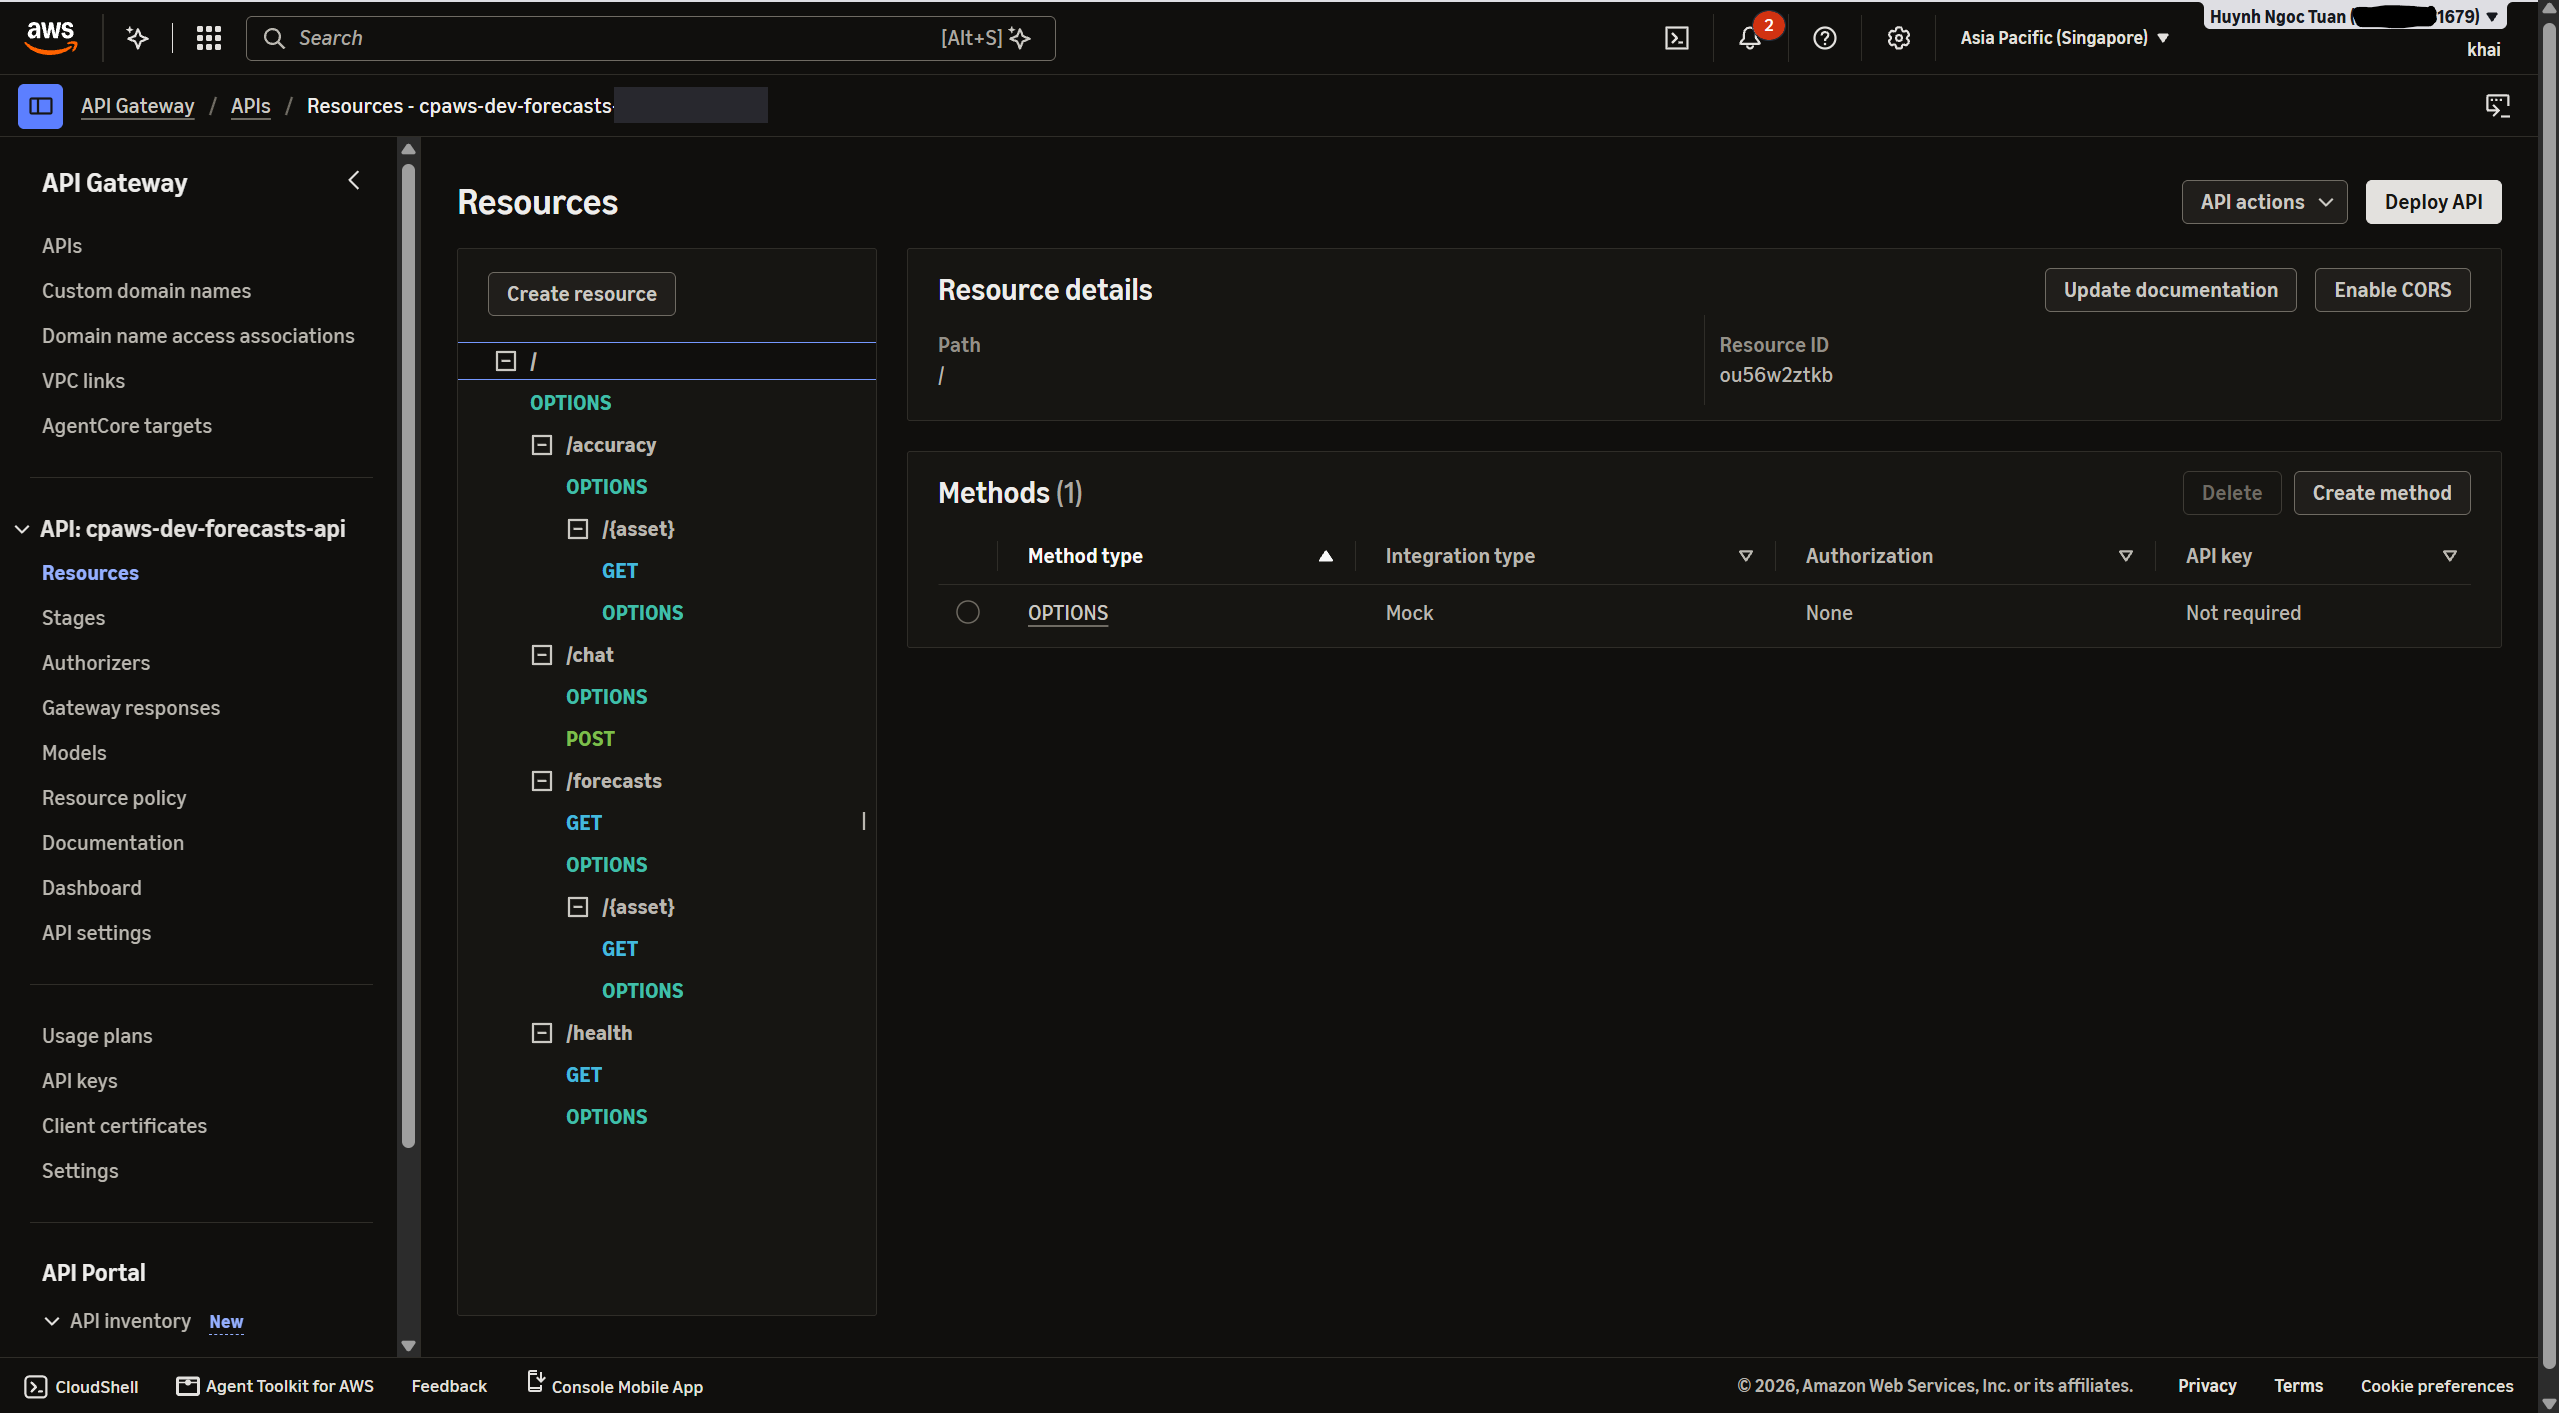 aws
Search [Alt+S]
2
Asia Pacific (Singapore)
Huynh Ngoc Tuan ( 1679)
khai
API Gateway / APIs / Resources - cpaws-dev-forecasts-
API Gateway
APIs
Custom domain names
Domain name access associations
VPC links
AgentCore targets
API: cpaws-dev-forecasts-api
Resources
Stages
Authorizers
Gateway responses
Models
Resource policy
Documentation
Dashboard
API settings
Usage plans
API keys
Client certificates
Settings
API Portal
API inventory New
Resources
API actions
Deploy API
Create resource
/
OPTIONS
/accuracy
OPTIONS
/{asset}
GET
OPTIONS
/chat
OPTIONS
POST
/forecasts
GET
OPTIONS
/{asset}
GET
OPTIONS
/health
GET
OPTIONS
Resource details
Update documentation
Enable CORS
Path
/
Resource ID
ou56w2ztkb
Methods (1)
Delete
Create method
Method type Integration type Authorization API key
OPTIONS Mock None Not required
CloudShell Agent Toolkit for AWS Feedback Console Mobile App
© 2026, Amazon Web Services, Inc. or its affiliates. Privacy Terms Cookie preferences